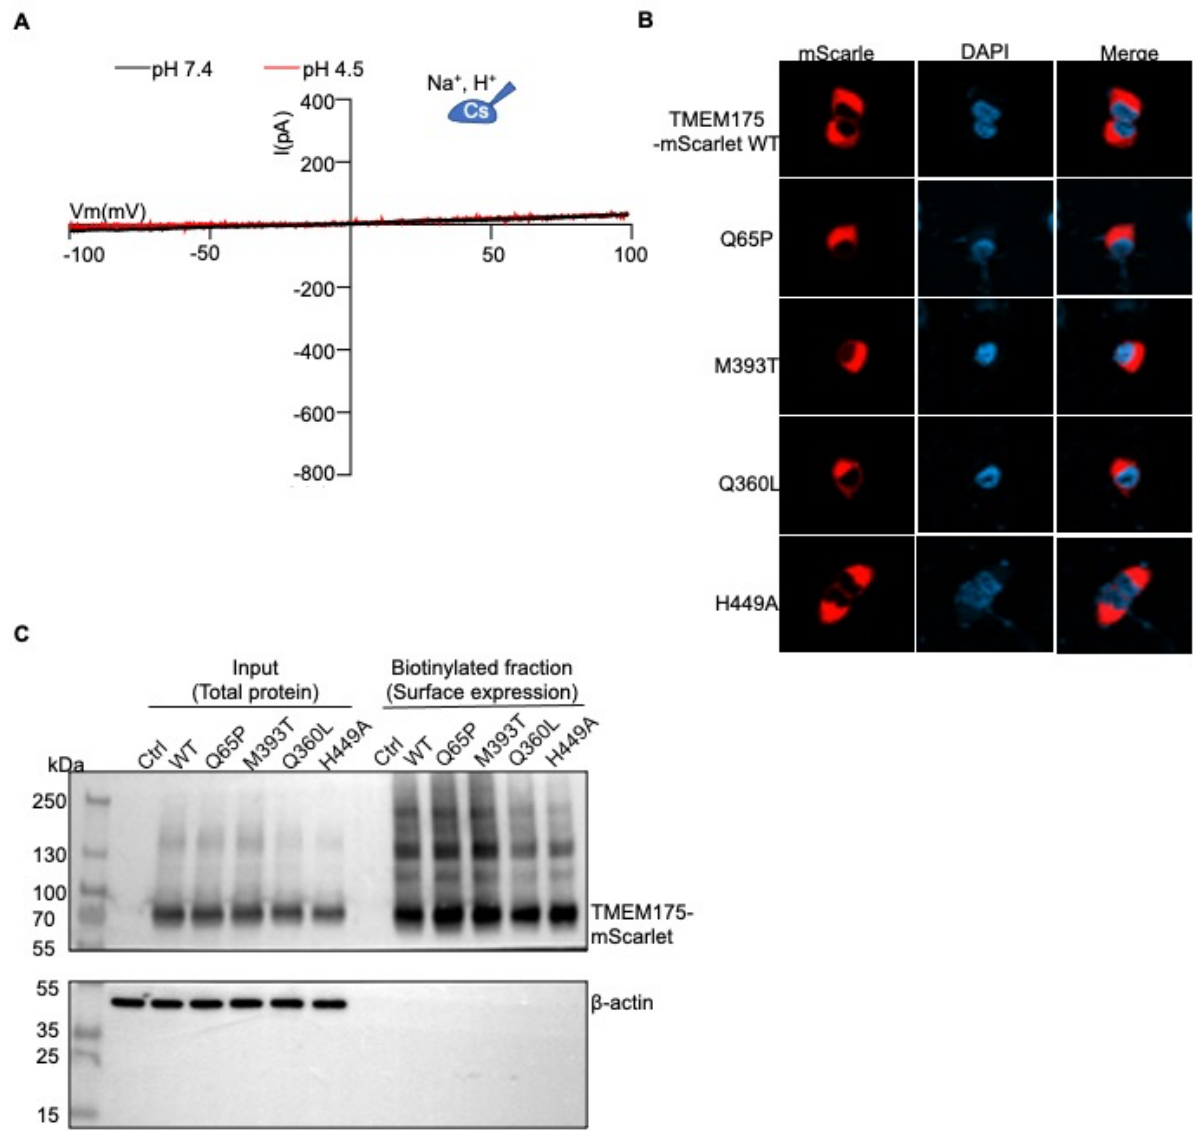 A
pH 7.4 pH 4.5
Na⁺, H⁺
Cs
I(pA)
400
200
Vm(mV)
-100 -50 50 100
-200
-400
-600
-800
B
mScarle DAPI Merge
TMEM175
-mScarlet WT
Q65P
M393T
Q360L
H449A
C
Input
(Total protein)
Biotinylated fraction
(Surface expression)
Ctrl WT Q65P M393T Q360L H449A Ctrl WT Q65P M393T Q360L H449A
kDa
250
130
100
70
55
TMEM175-
mScarlet
55
35
25
15
β-actin